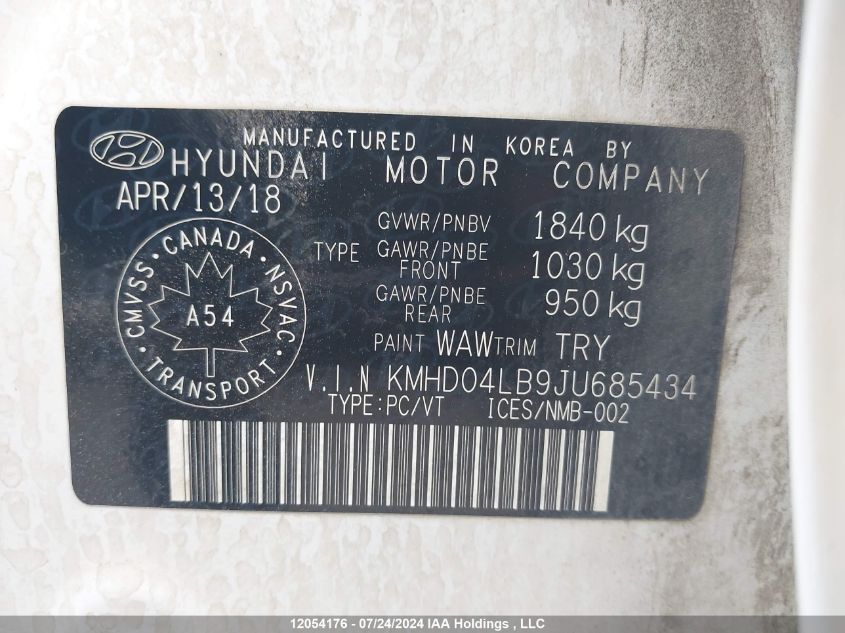 MANUFACTURED IN KOREA BY
HYUNDAI MOTOR COMPANY
APR/13/18
GVWR/PNBV 1840 kg
TYPE GAWR/PNBE FRONT 1030 kg
GAWR/PNBE REAR 950 kg
PAINT WAW TRIM TRY
CANADA • NSVAC • TRANSPORT • CMVSS •
A54
V.I.N KMHD04LB9JU685434
TYPE:PC/VT ICES/NMB-002
12054176 - 07/24/2024 IAA Holdings , LLC